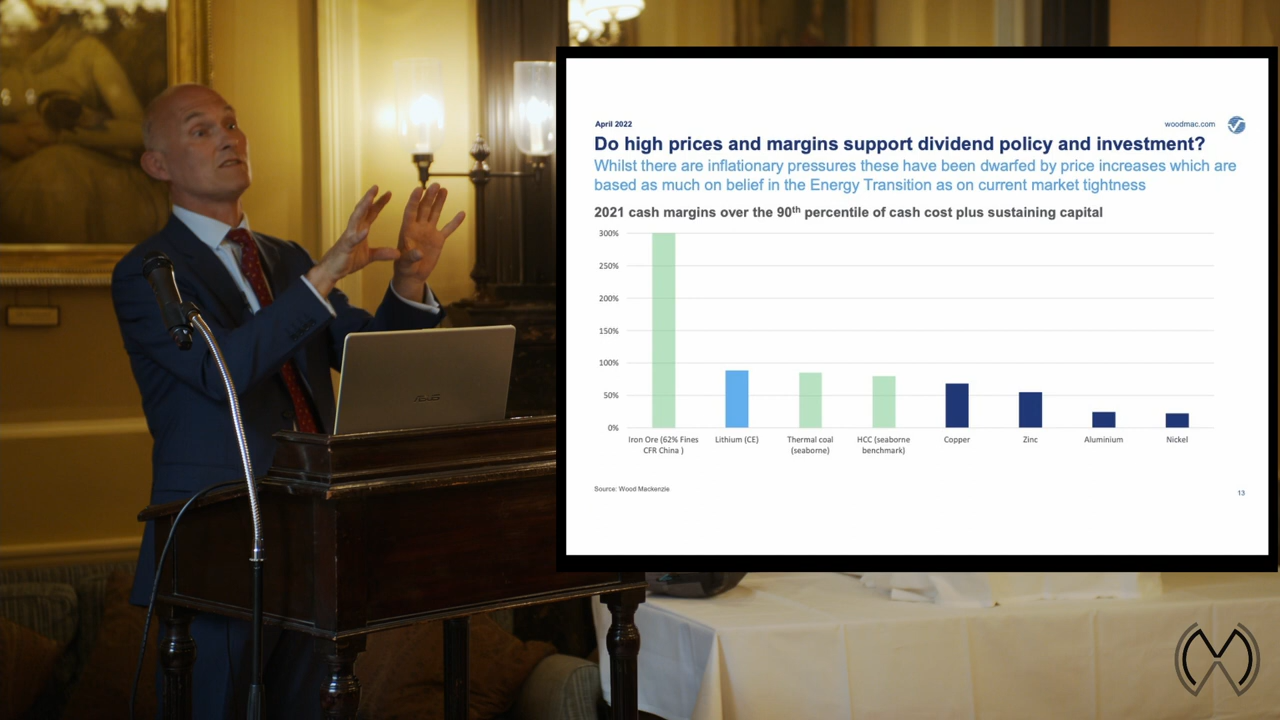 April 2022
woodmac.com
Do high prices and margins support dividend policy and investment?
Whilst there are inflationary pressures these have been dwarfed by price increases which are
based as much on belief in the Energy Transition as on current market tightness
2021 cash margins over the 90th percentile of cash cost plus sustaining capital
300%
250%
200%
150%
100%
50%
0%
Iron Ore (62% Fines
CFR China )
Lithium (CE)
Thermal coal
(seaborne)
HCC (seaborne
benchmark)
Copper
Zinc
Aluminium
Nickel
Source: Wood Mackenzie
13
ASUS